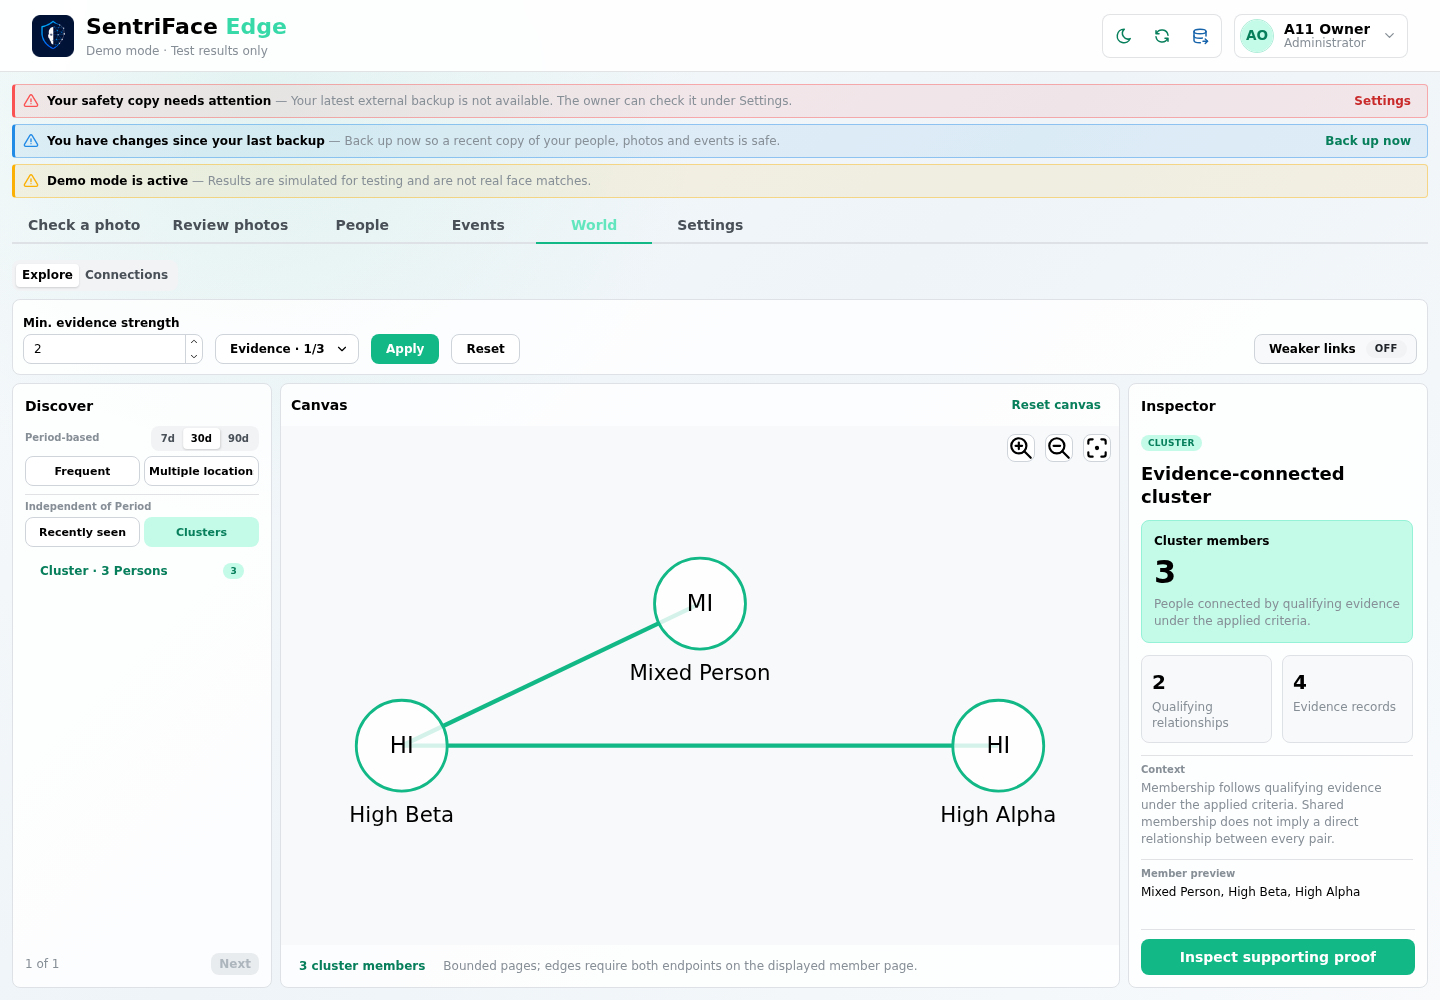 SentriFace Edge
Demo mode · Test results only
AO
A11 Owner
Administrator
Your safety copy needs attention — Your latest external backup is not available. The owner can check it under Settings.
Settings
You have changes since your last backup — Back up now so a recent copy of your people, photos and events is safe.
Back up now
Demo mode is active — Results are simulated for testing and are not real face matches.
Check a photo
Review photos
People
Events
World
Settings
Explore
Connections
Min. evidence strength
2
Evidence · 1/3
Apply
Reset
Weaker links OFF
Discover
Period-based
7d
30d
90d
Frequent
Multiple location
Independent of Period
Recently seen
Clusters
Cluster · 3 Persons
3
1 of 1
Next
Canvas
Reset canvas
MI
Mixed Person
HI
High Beta
HI
High Alpha
3 cluster members
Bounded pages; edges require both endpoints on the displayed member page.
Inspector
CLUSTER
Evidence-connected
cluster
Cluster members
3
People connected by qualifying evidence
under the applied criteria.
2
Qualifying
relationships
4
Evidence records
Context
Membership follows qualifying evidence
under the applied criteria. Shared
membership does not imply a direct
relationship between every pair.
Member preview
Mixed Person, High Beta, High Alpha
Inspect supporting proof